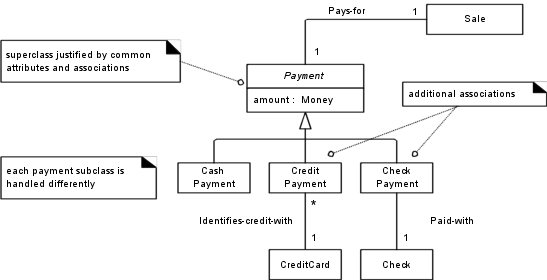 Pays-for
1
Sale
superclass justified by common
attributes and associations
1
Payment
amount : Money
additional associations
each payment subclass is
handled differently
Cash
Payment
Credit
Payment
Check
Payment
*
Identifies-credit-with
Paid-with
1
1
CreditCard
Check